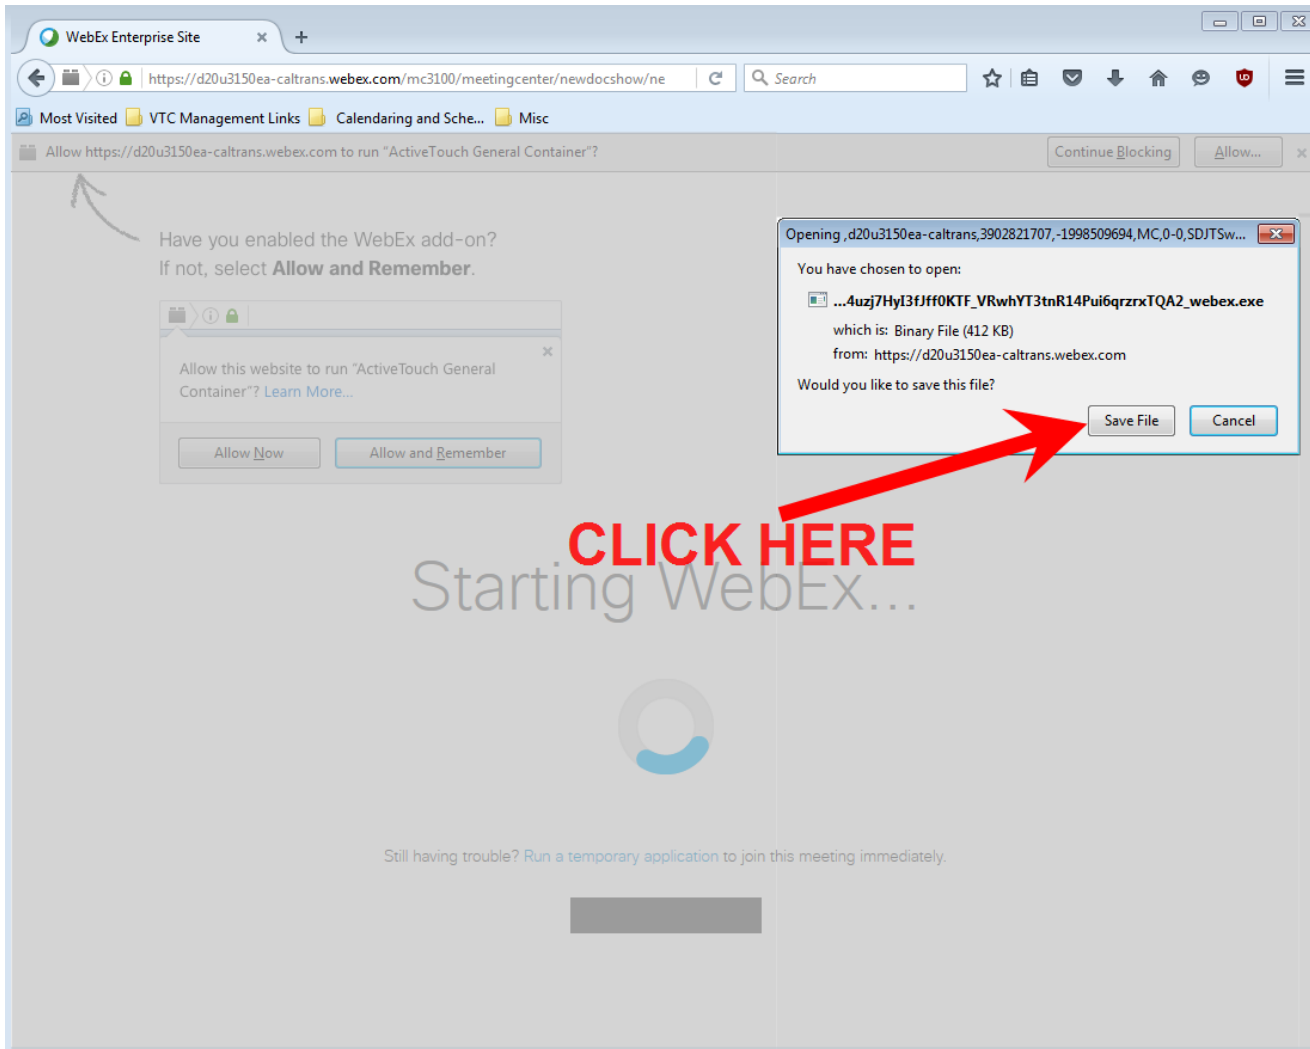 WebEx Enterprise Site
https://d20u3150ea-caltrans.webex.com/mc3100/meetingcenter/newdocshow/ne
Search
Most Visited VTC Management Links Calendaring and Sche... Misc
Allow https://d20u3150ea-caltrans.webex.com to run "ActiveTouch General Container"?
Continue Blocking
Allow...
Have you enabled the WebEx add-on?
If not, select Allow and Remember.
Allow this website to run "ActiveTouch General
Container"? Learn More...
Allow Now
Allow and Remember
Opening ,d20u3150ea-caltrans,3902821707,-1998509694,MC,0-0,SDJTSw...
You have chosen to open:
...4uzj7HyI3fJff0KTF_VRwhYT3tnR14Pui6qrzrxTQA2_webex.exe
which is: Binary File (412 KB)
from: https://d20u3150ea-caltrans.webex.com
Would you like to save this file?
Save File
Cancel
CLICK HERE
Starting WebEx...
Still having trouble? Run a temporary application to join this meeting immediately.